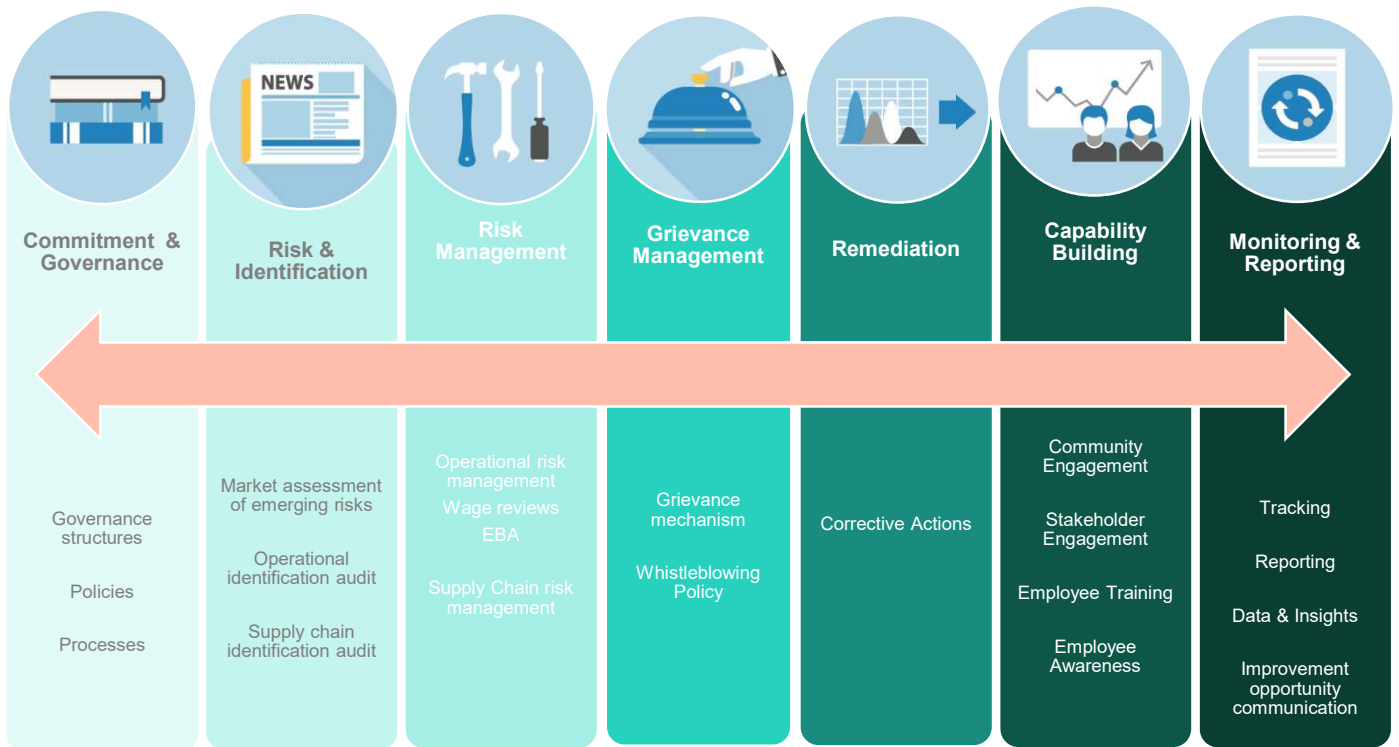 NEWS
Commitment &
Governance
Risk &
Identification
Risk
Management
Grievance
Management
Remediation
Capability
Building
Monitoring &
Reporting
Governance
structures
Policies
Processes
Market assessment
of emerging risks
Operational
identification audit
Supply chain
identification audit
Operational risk
management
Wage reviews
EBA
Supply Chain risk
management
Grievance
mechanism
Whistleblowing
Policy
Corrective Actions
Community
Engagement
Stakeholder
Engagement
Employee Training
Employee
Awareness
Tracking
Reporting
Data & Insights
Improvement
opportunity
communication